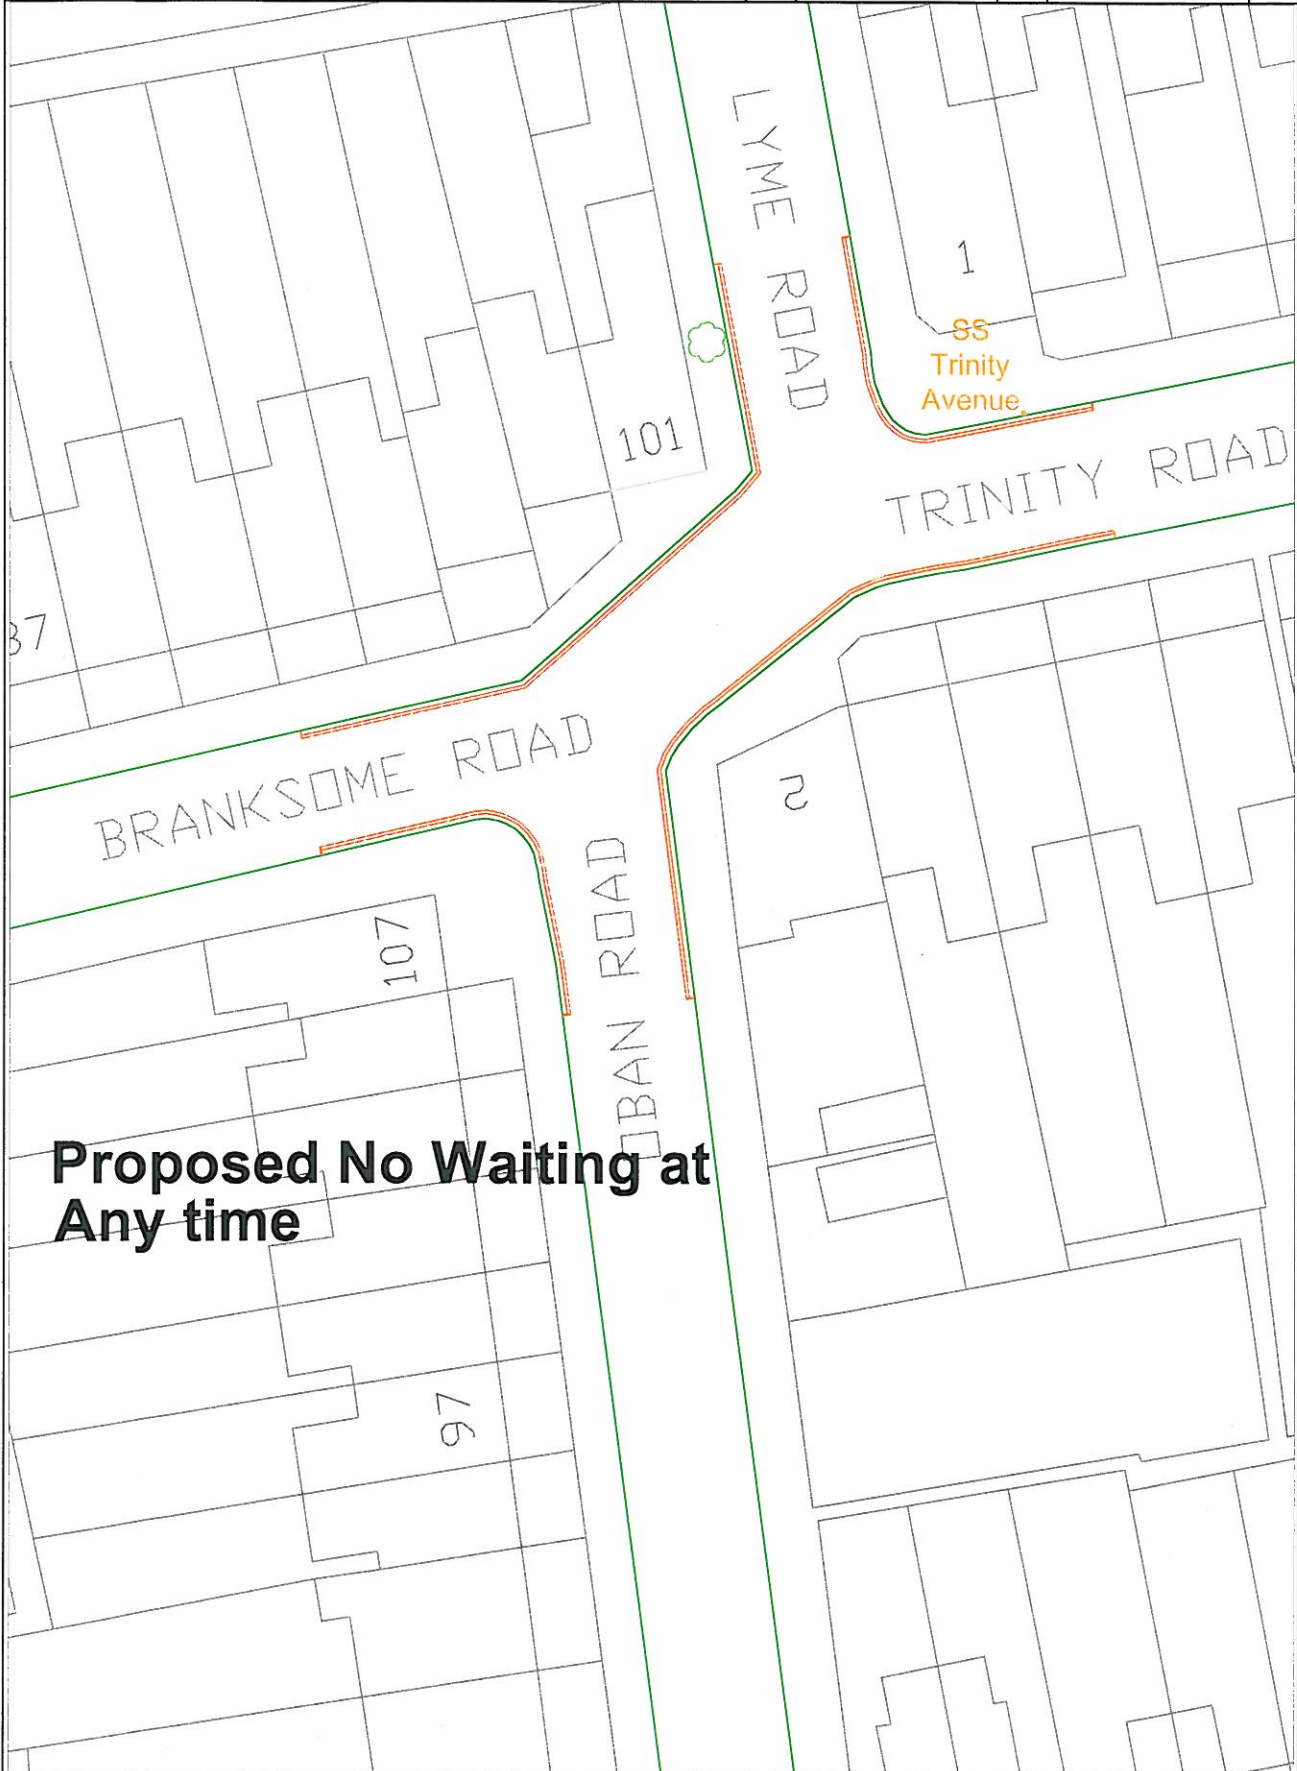 LYME ROAD
1
SS
Trinity
Avenue
101
TRINITY ROAD
BRANKSOME ROAD
2
OBAN ROAD
107
Proposed No Waiting at
Any time
97